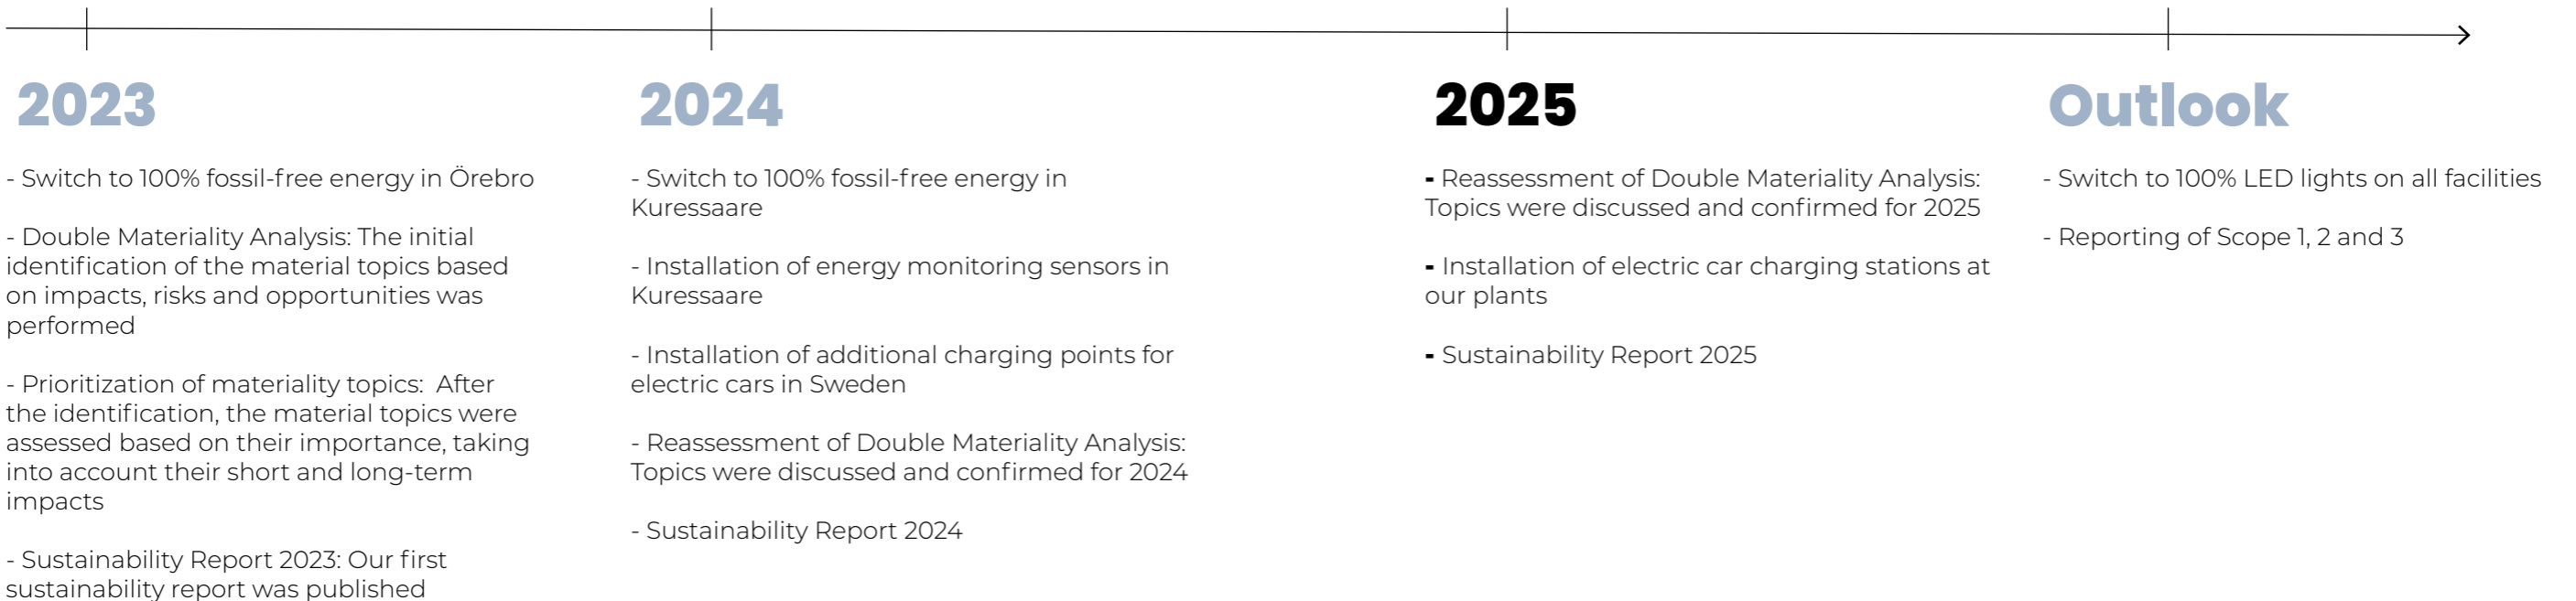 2023
- Switch to 100% fossil-free energy in Örebro
- Double Materiality Analysis: The initial
identification of the material topics based
on impacts, risks and opportunities was
performed
- Prioritization of materiality topics:  After
the identification, the material topics were
assessed based on their importance, taking
into account their short and long-term
impacts
- Sustainability Report 2023: Our first
sustainability report was published
2024
- Switch to 100% fossil-free energy in
Kuressaare
- Installation of energy monitoring sensors in
Kuressaare
- Installation of additional charging points for
electric cars in Sweden
- Reassessment of Double Materiality Analysis:
Topics were discussed and confirmed for 2024
- Sustainability Report 2024
2025
- Reassessment of Double Materiality Analysis:
Topics were discussed and confirmed for 2025
- Installation of electric car charging stations at
our plants
- Sustainability Report 2025
Outlook
- Switch to 100% LED lights on all facilities
- Reporting of Scope 1, 2 and 3